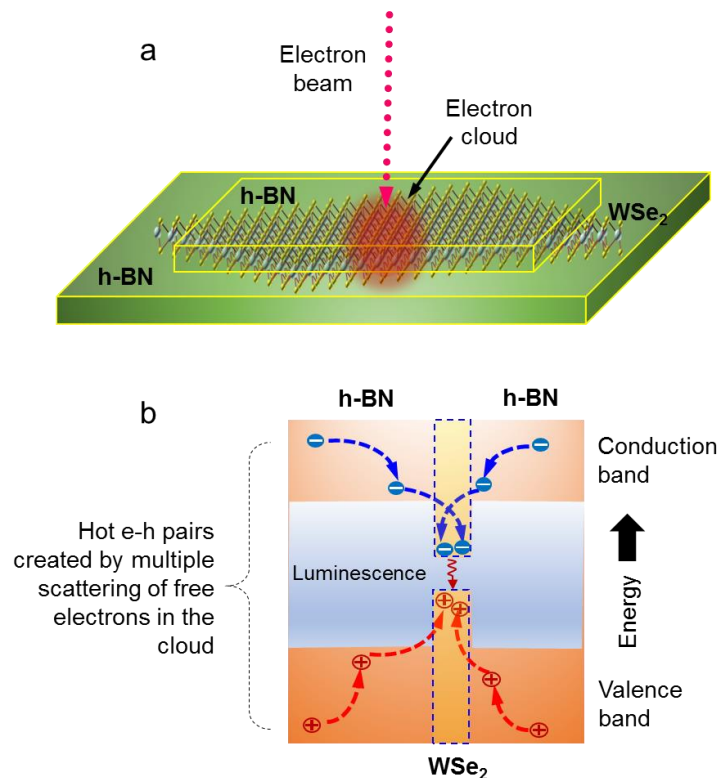 a
Electron
beam
Electron
cloud
h-BN
WSe₂
h-BN
b
h-BN
h-BN
Conduction
band
Hot e-h pairs
created by multiple
scattering of free
electrons in the
cloud
Luminescence
Energy
Valence
band
WSe₂